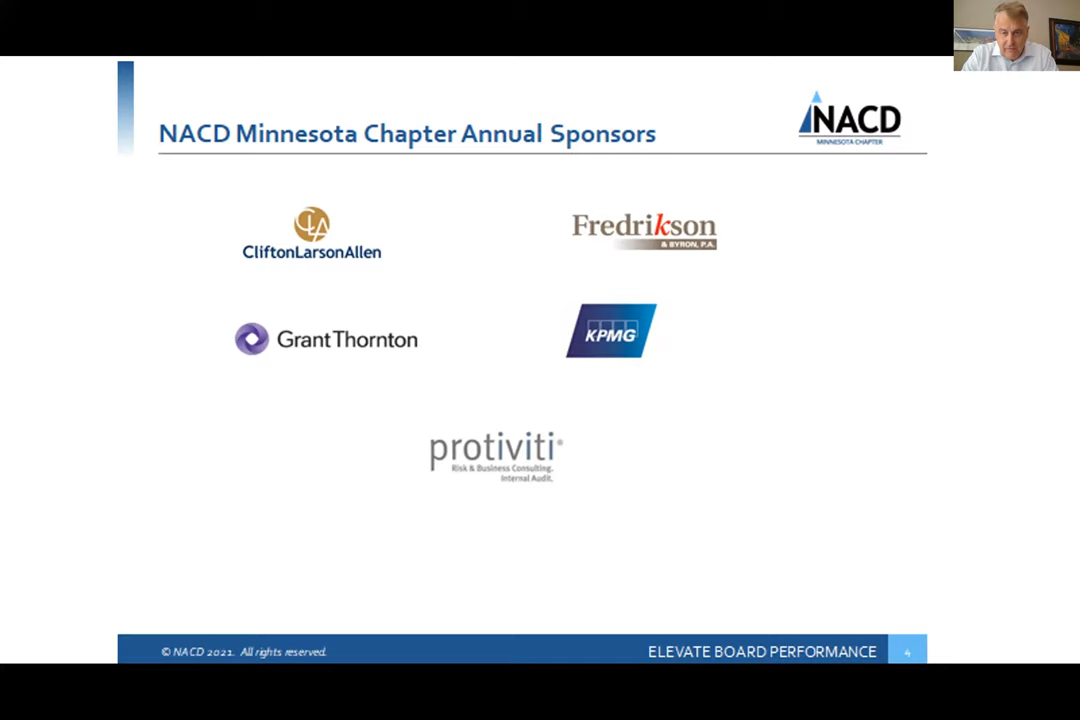 NACD Minnesota Chapter Annual Sponsors
NACD
MINNESOTA CHAPTER
CLA
CliftonLarsonAllen
Fredrikson
& BYRON, P.A.
Grant Thornton
KPMG
protiviti®
Risk & Business Consulting.
Internal Audit.
© NACD 2021. All rights reserved.
ELEVATE BOARD PERFORMANCE
4